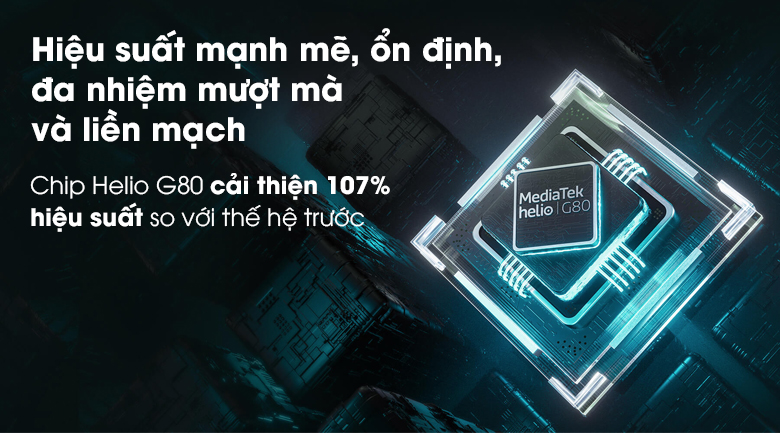 Hiệu suất mạnh mẽ, ổn định,
đa nhiệm mượt mà
và liền mạch
Chip Helio G80 cải thiện 107%
hiệu suất so với thế hệ trước
MediaTek
helio | G80